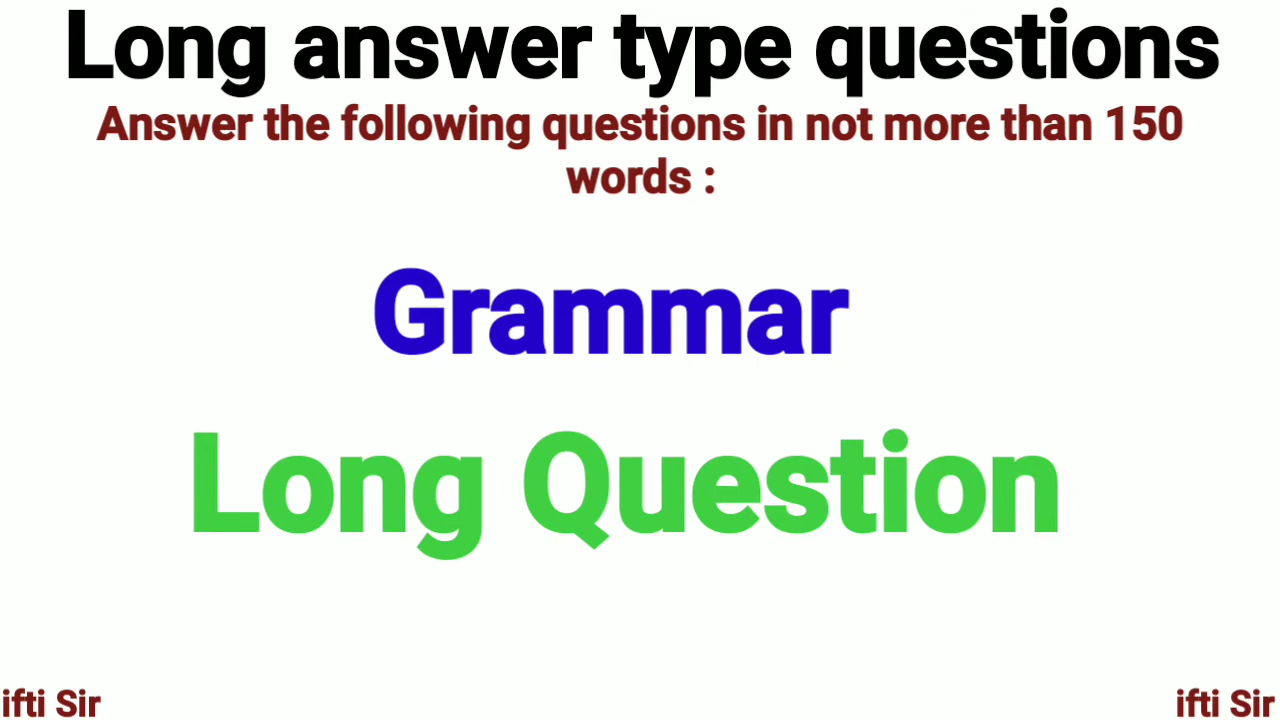 Long answer type questions
Answer the following questions in not more than 150
words :
Grammar
Long Question
ifti Sir
ifti Sir